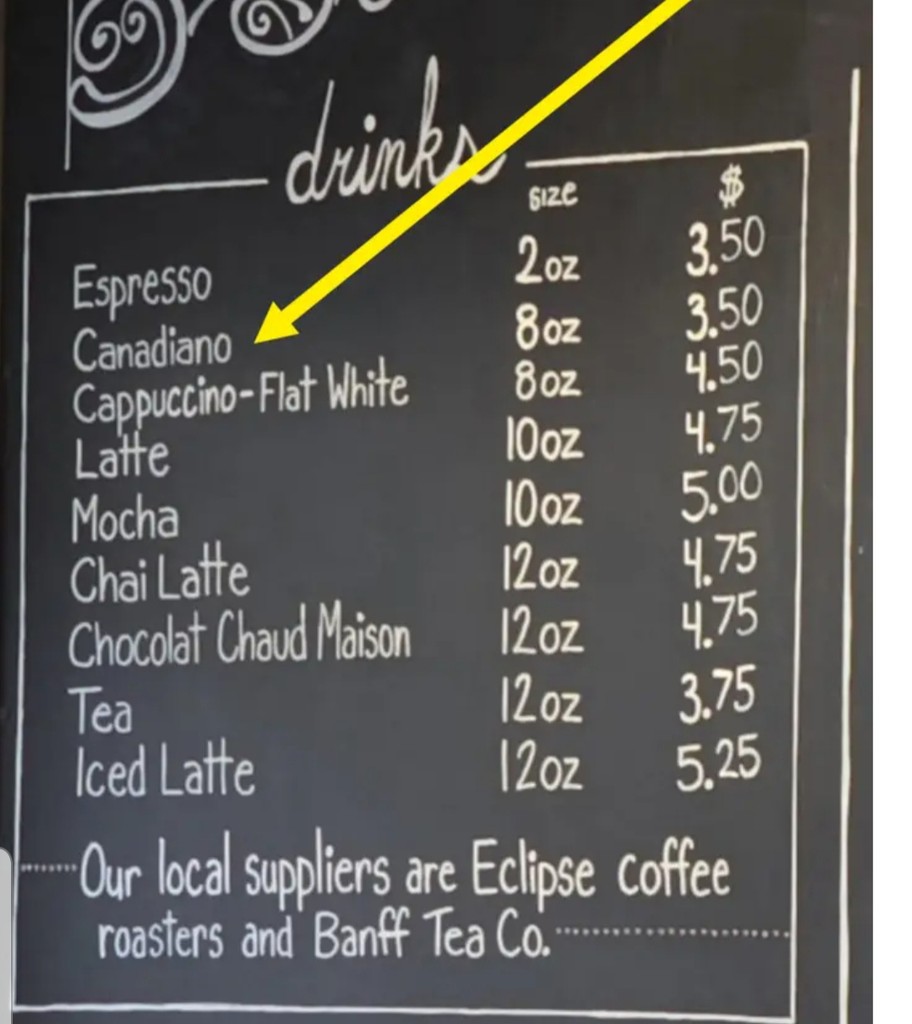 drinks
size $
Espresso 2oz 3.50
Canadiano 8oz 3.50
Cappuccino-Flat White 8oz 4.50
Latte 10oz 4.75
Mocha 10oz 5.00
Chai Latte 12oz 4.75
Chocolat Chaud Maison 12oz 4.75
Tea 12oz 3.75
Iced Latte 12oz 5.25
Our local suppliers are Eclipse coffee
roasters and Banff Tea Co.